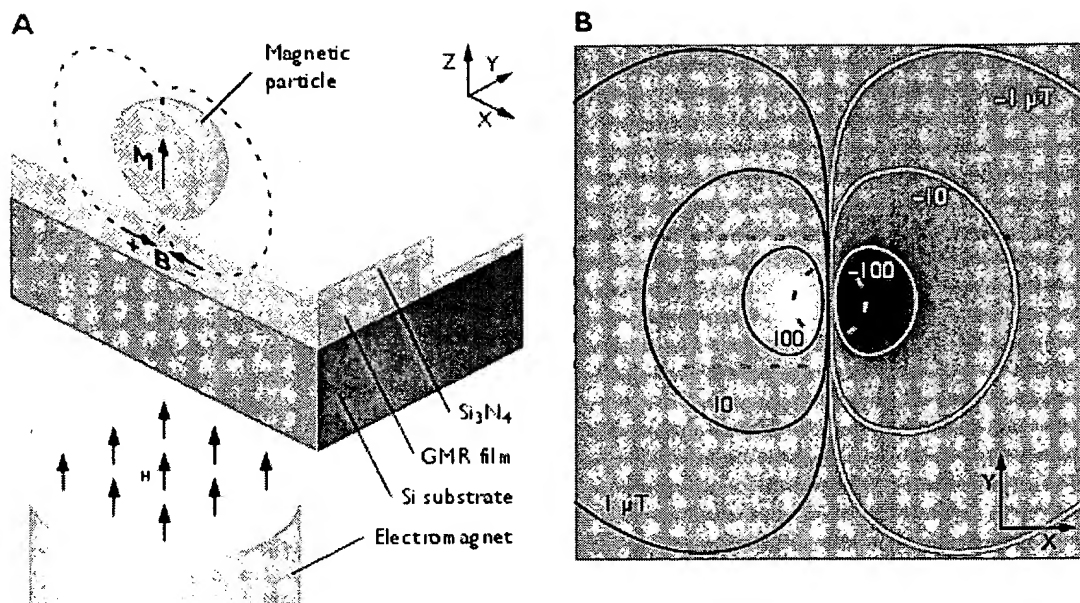 A
Magnetic
particle
Z
Y
X
M
B
H
Si₃N₄
GMR film
Si substrate
Electromagnet
B
-1 µT
-10
-100
100
10
1 µT
Y
X